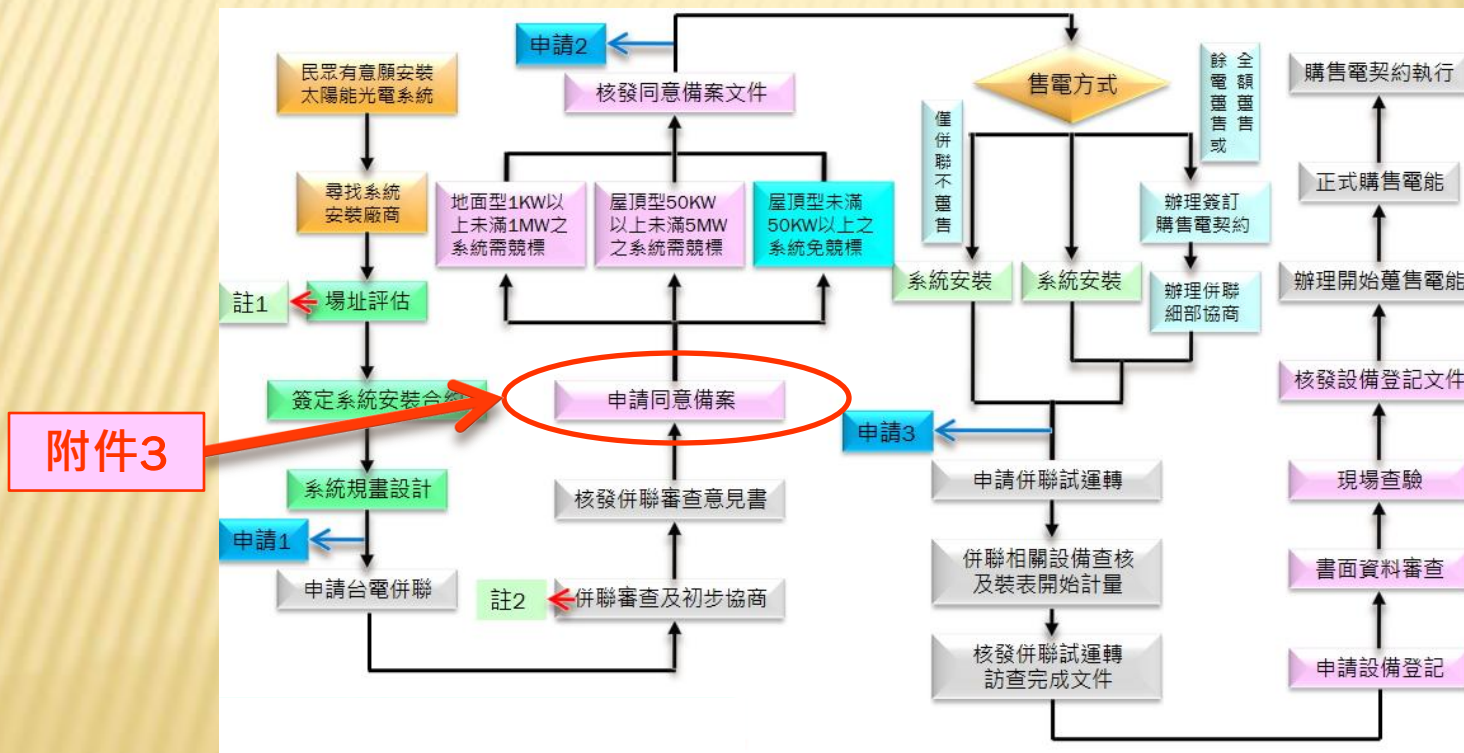 附件3
民眾有意願安裝
太陽能光電系統
尋找系統
安裝廠商
註1
場址評估
簽定系統安裝合約
系統規畫設計
申請1
申請台電併聯
註2
併聯審查及初步協商
核發併聯審查意見書
申請同意備案
地面型1KW以
上未滿1MW之
系統需競標
屋頂型50KW
以上未滿5MW
之系統需競標
屋頂型未滿
50KW以上之
系統免競標
核發同意備案文件
申請2
售電方式
僅併聯不躉售
全額躉售
餘電躉售或
系統安裝
系統安裝
辦理簽訂
購售電契約
辦理併聯
細部協商
申請3
申請併聯試運轉
併聯相關設備查核
及裝表開始計量
核發併聯試運轉
訪查完成文件
申請設備登記
書面資料審查
現場查驗
核發設備登記文件
辦理開始躉售電能
正式購售電能
購售電契約執行